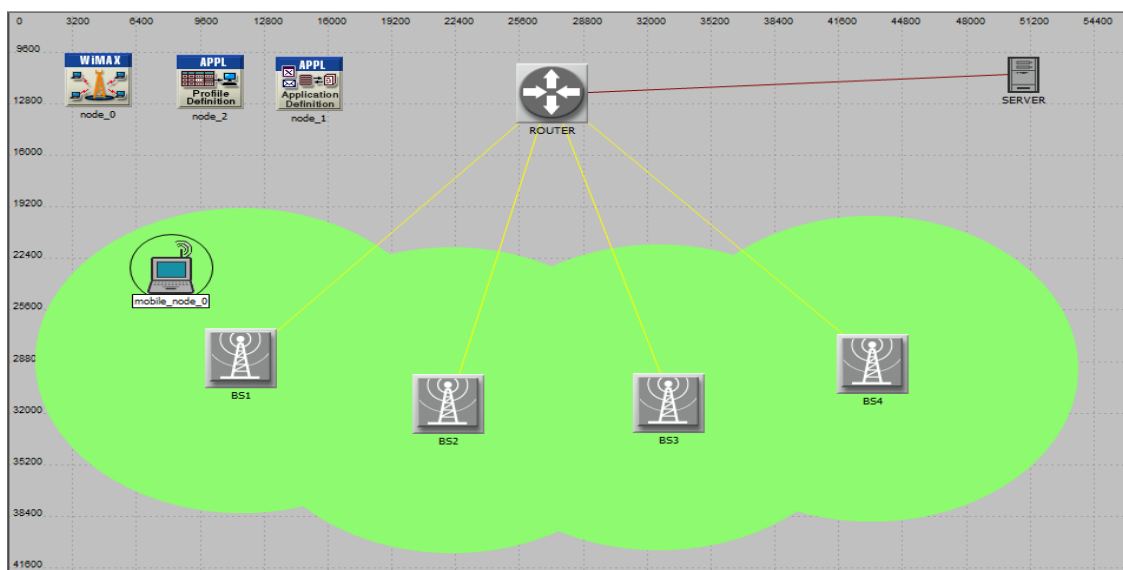 0 3200 6400 9600 12800 16000 19200 22400 25600 28800 32000 35200 38400 41600 44800 48000 51200 54400
9600
WiMAX
node_0
APPL
Profile
Definition
node_2
APPL
Application
Definition
node_1
ROUTER
SERVER
12800
16000
19200
22400
mobile_node_0
25600
28800
BS1
BS2
BS3
BS4
32000
35200
38400
41600